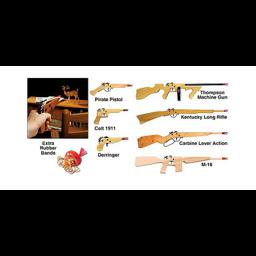 Pirate Pistol
Thompson
Machine Gun
Colt 1911
Kentucky Long Rifle
Extra
Rubber
Bands
Derringer
Carbine Lever Action
M-16